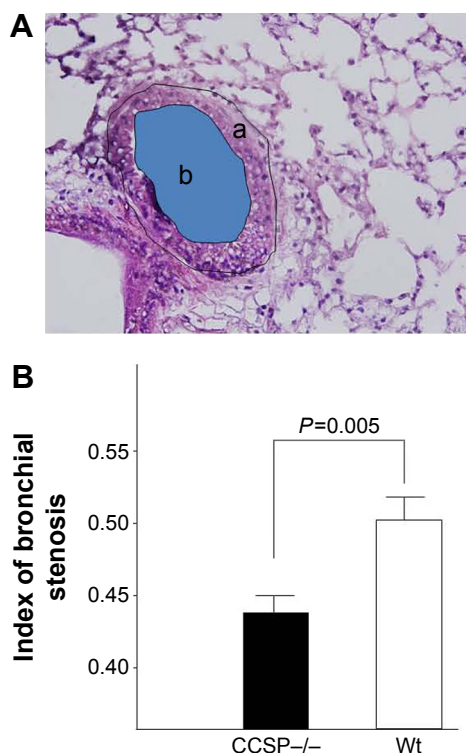 A
a
b
B
Index of bronchial
stenosis
0.55
0.50
0.45
0.40
P=0.005
CCSP–/–
Wt